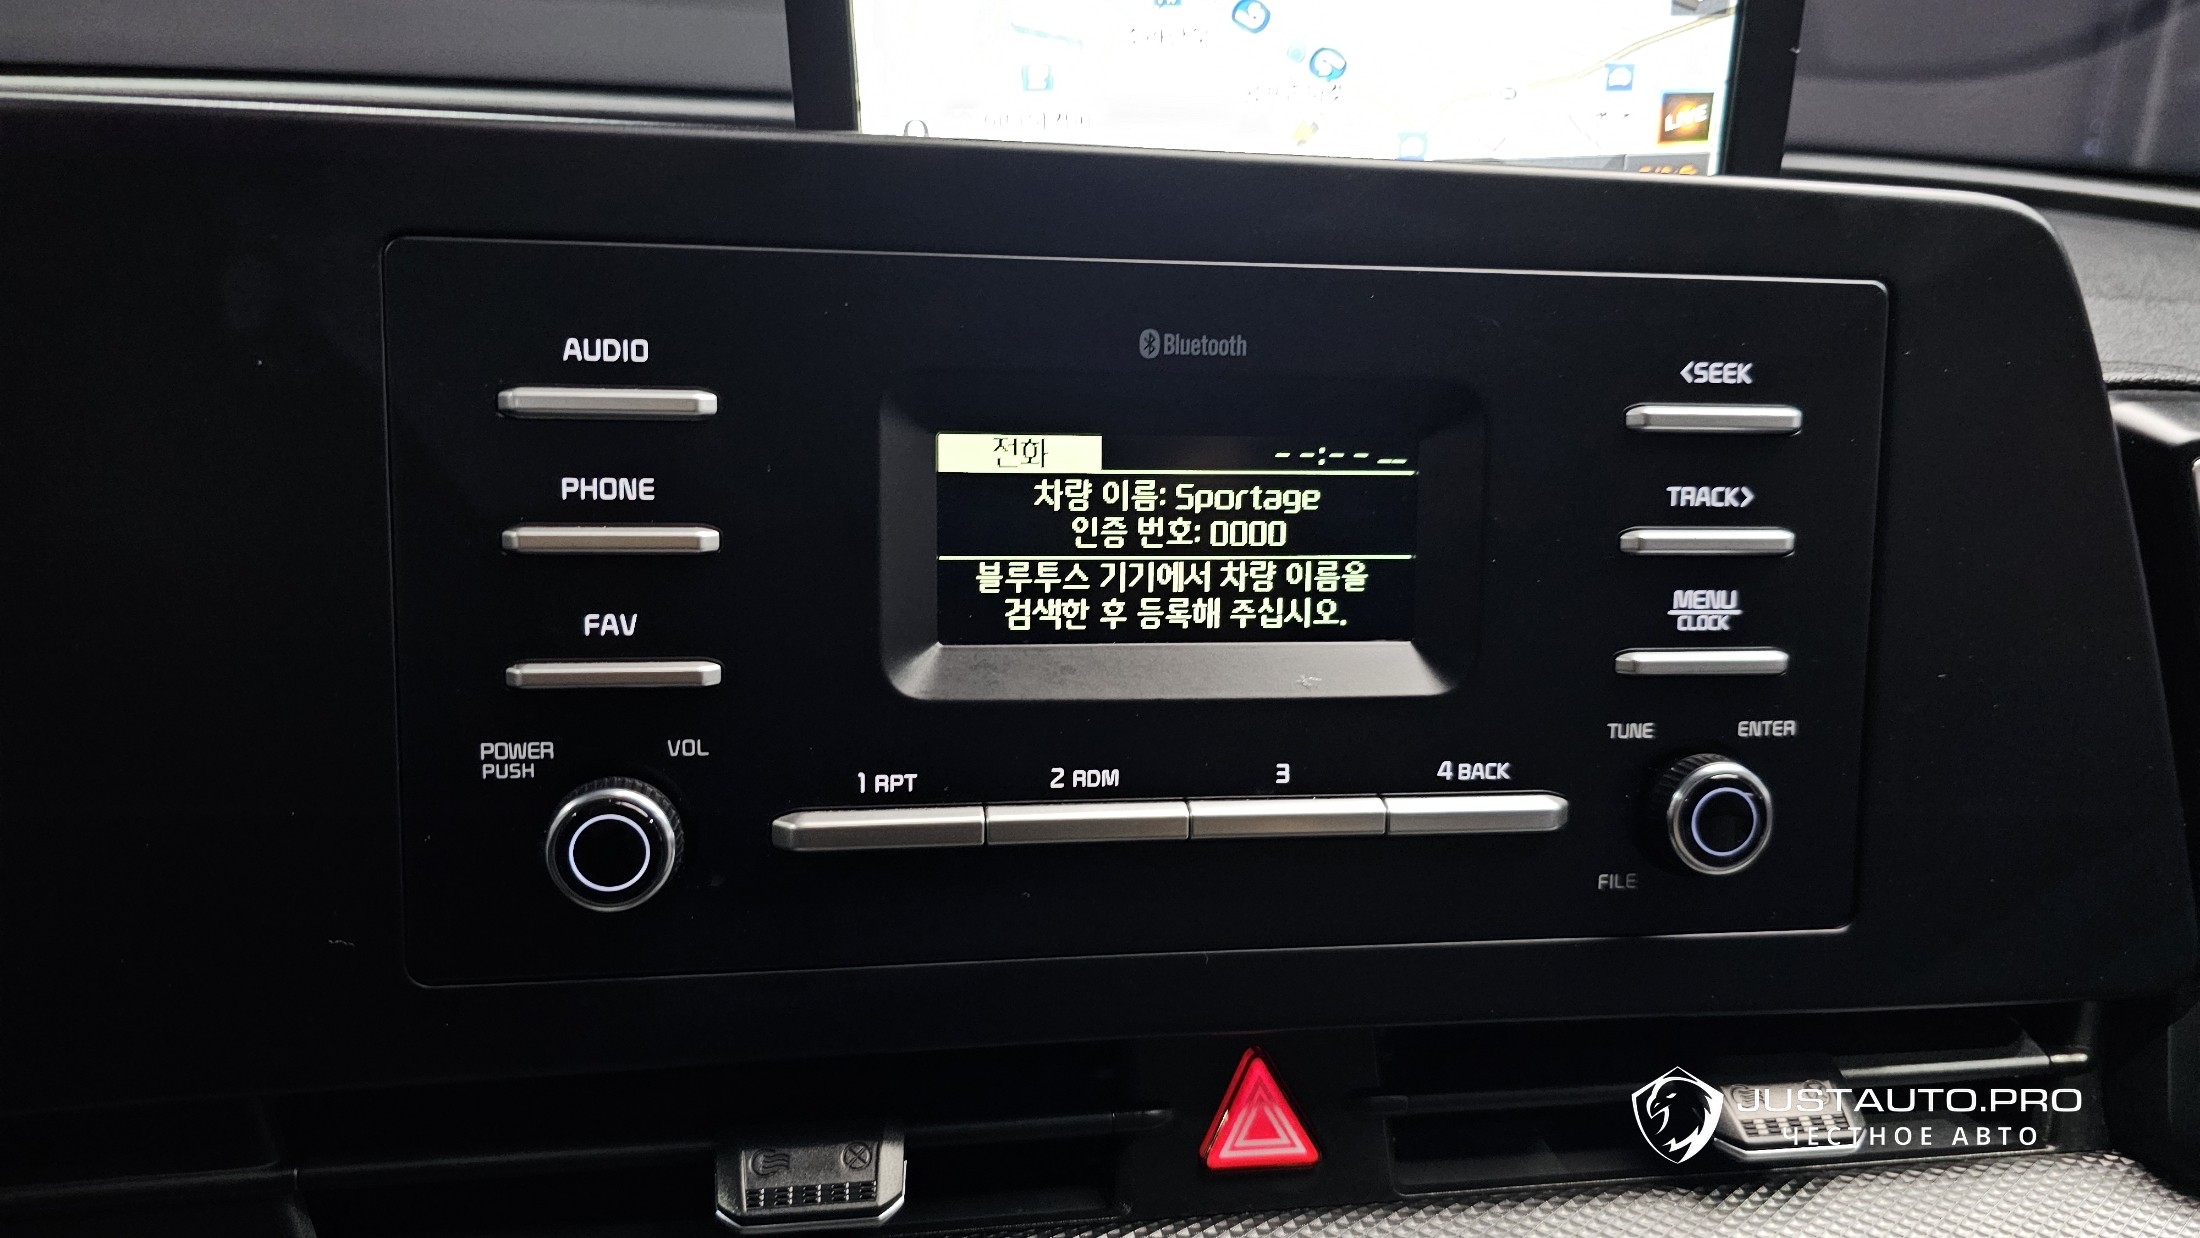 LIVE
Bluetooth
AUDIO
PHONE
FAV
POWER
PUSH
VOL
전화
--:-- --
차량 이름: Sportage
인증 번호: 0000
블루투스 기기에서 차량 이름을
검색한 후 등록해 주십시오.
<SEEK
TRACK>
MENU
CLOCK
TUNE
ENTER
FILE
1 RPT
2 RDM
3
4 BACK
JUSTAUTO.PRO
ЧЕСТНОЕ АВТО